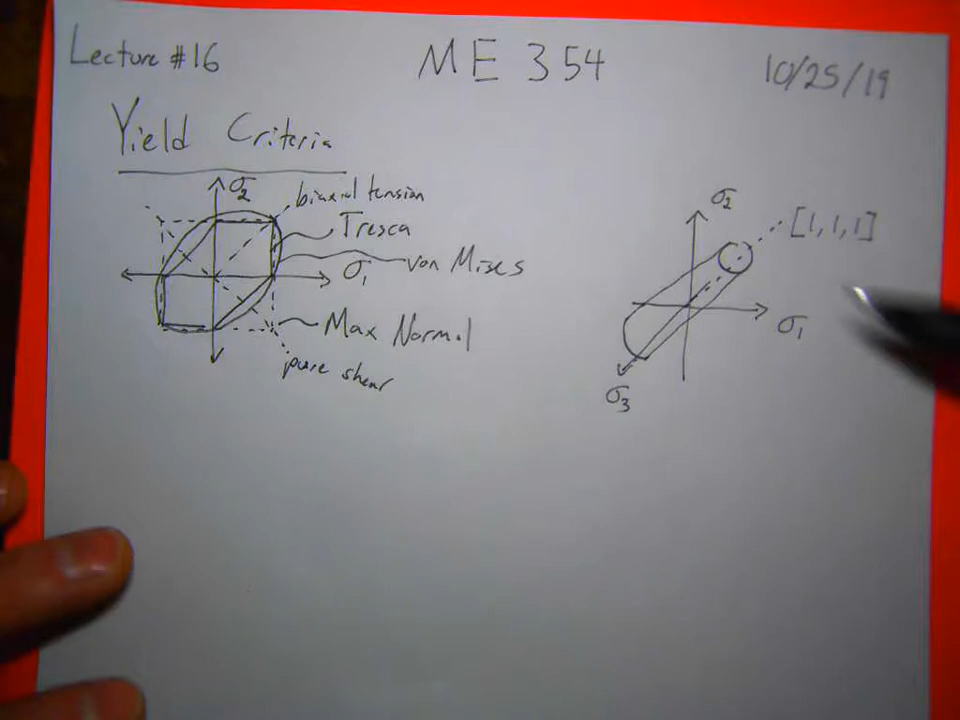 Lecture #16 ME 354 10/25/19
Yield Criteria
σ₂
biaxial tension
Tresca
σ₁
von Mises
Max Normal
pure shear
σ₂
[1,1,1]
σ₁
σ₃